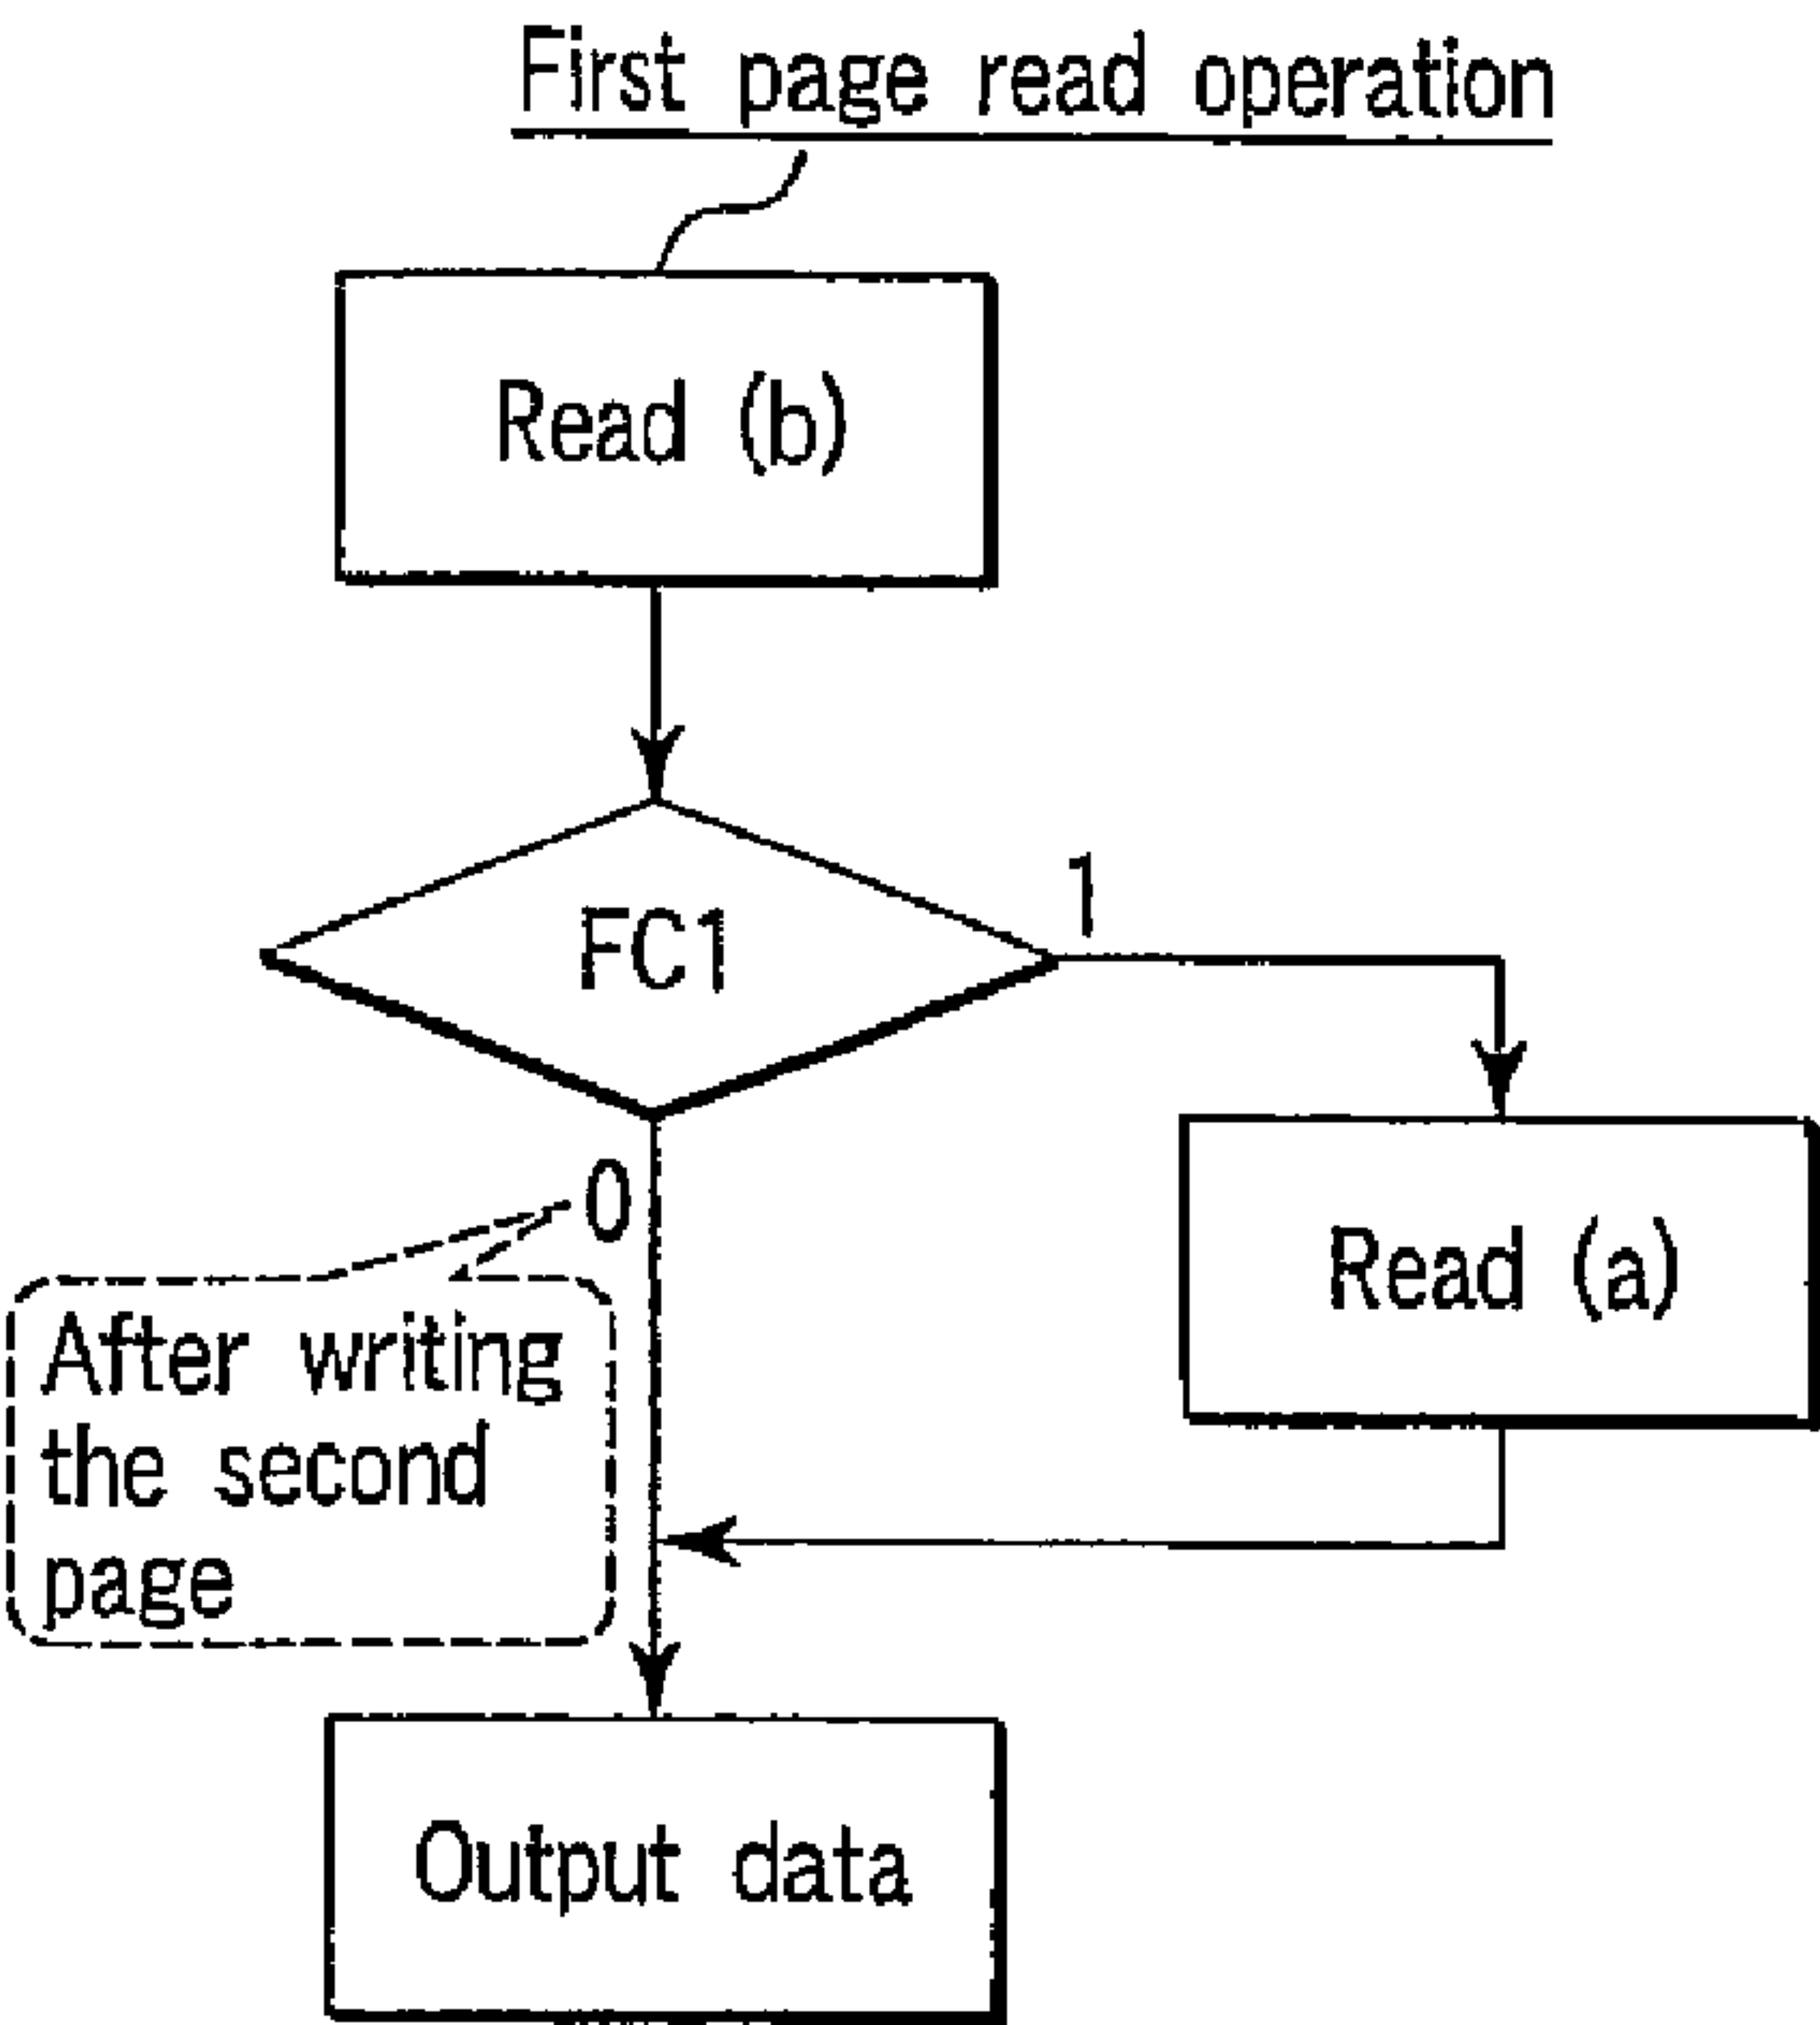 First page read operation
Read (b)
FC1
1
0
Read (a)
After writing
the second
page
Output data